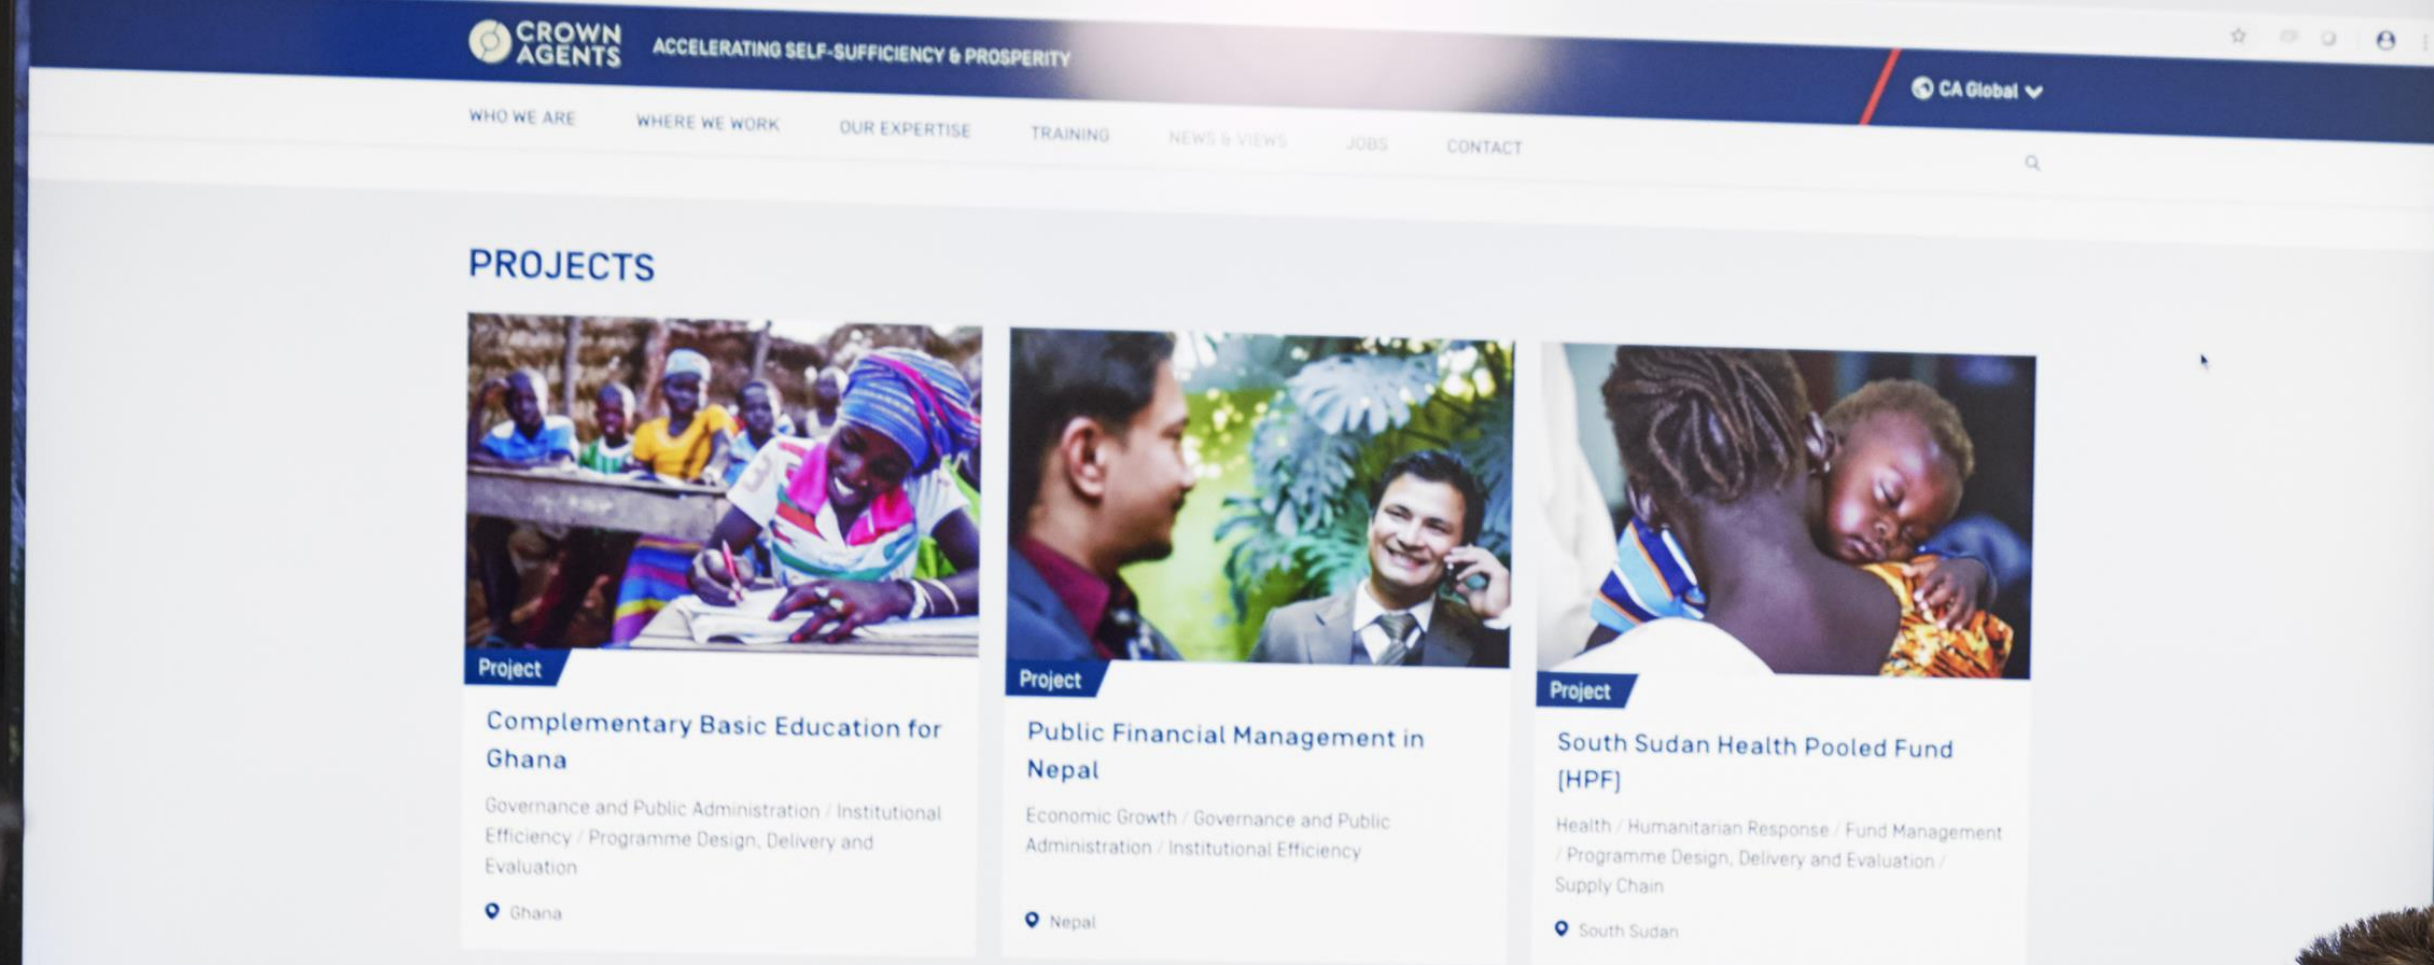 CROWN
AGENTS
ACCELERATING SELF-SUFFICIENCY & PROSPERITY
CA Global
WHO WE ARE
WHERE WE WORK
OUR EXPERTISE
TRAINING
NEWS & VIEWS
JOBS
CONTACT
PROJECTS
Project
Complementary Basic Education for
Ghana
Governance and Public Administration / Institutional
Efficiency / Programme Design, Delivery and
Evaluation
Ghana
Project
Public Financial Management in
Nepal
Economic Growth / Governance and Public
Administration / Institutional Efficiency
Nepal
Project
South Sudan Health Pooled Fund
(HPF)
Health / Humanitarian Response / Fund Management
/ Programme Design, Delivery and Evaluation /
Supply Chain
South Sudan